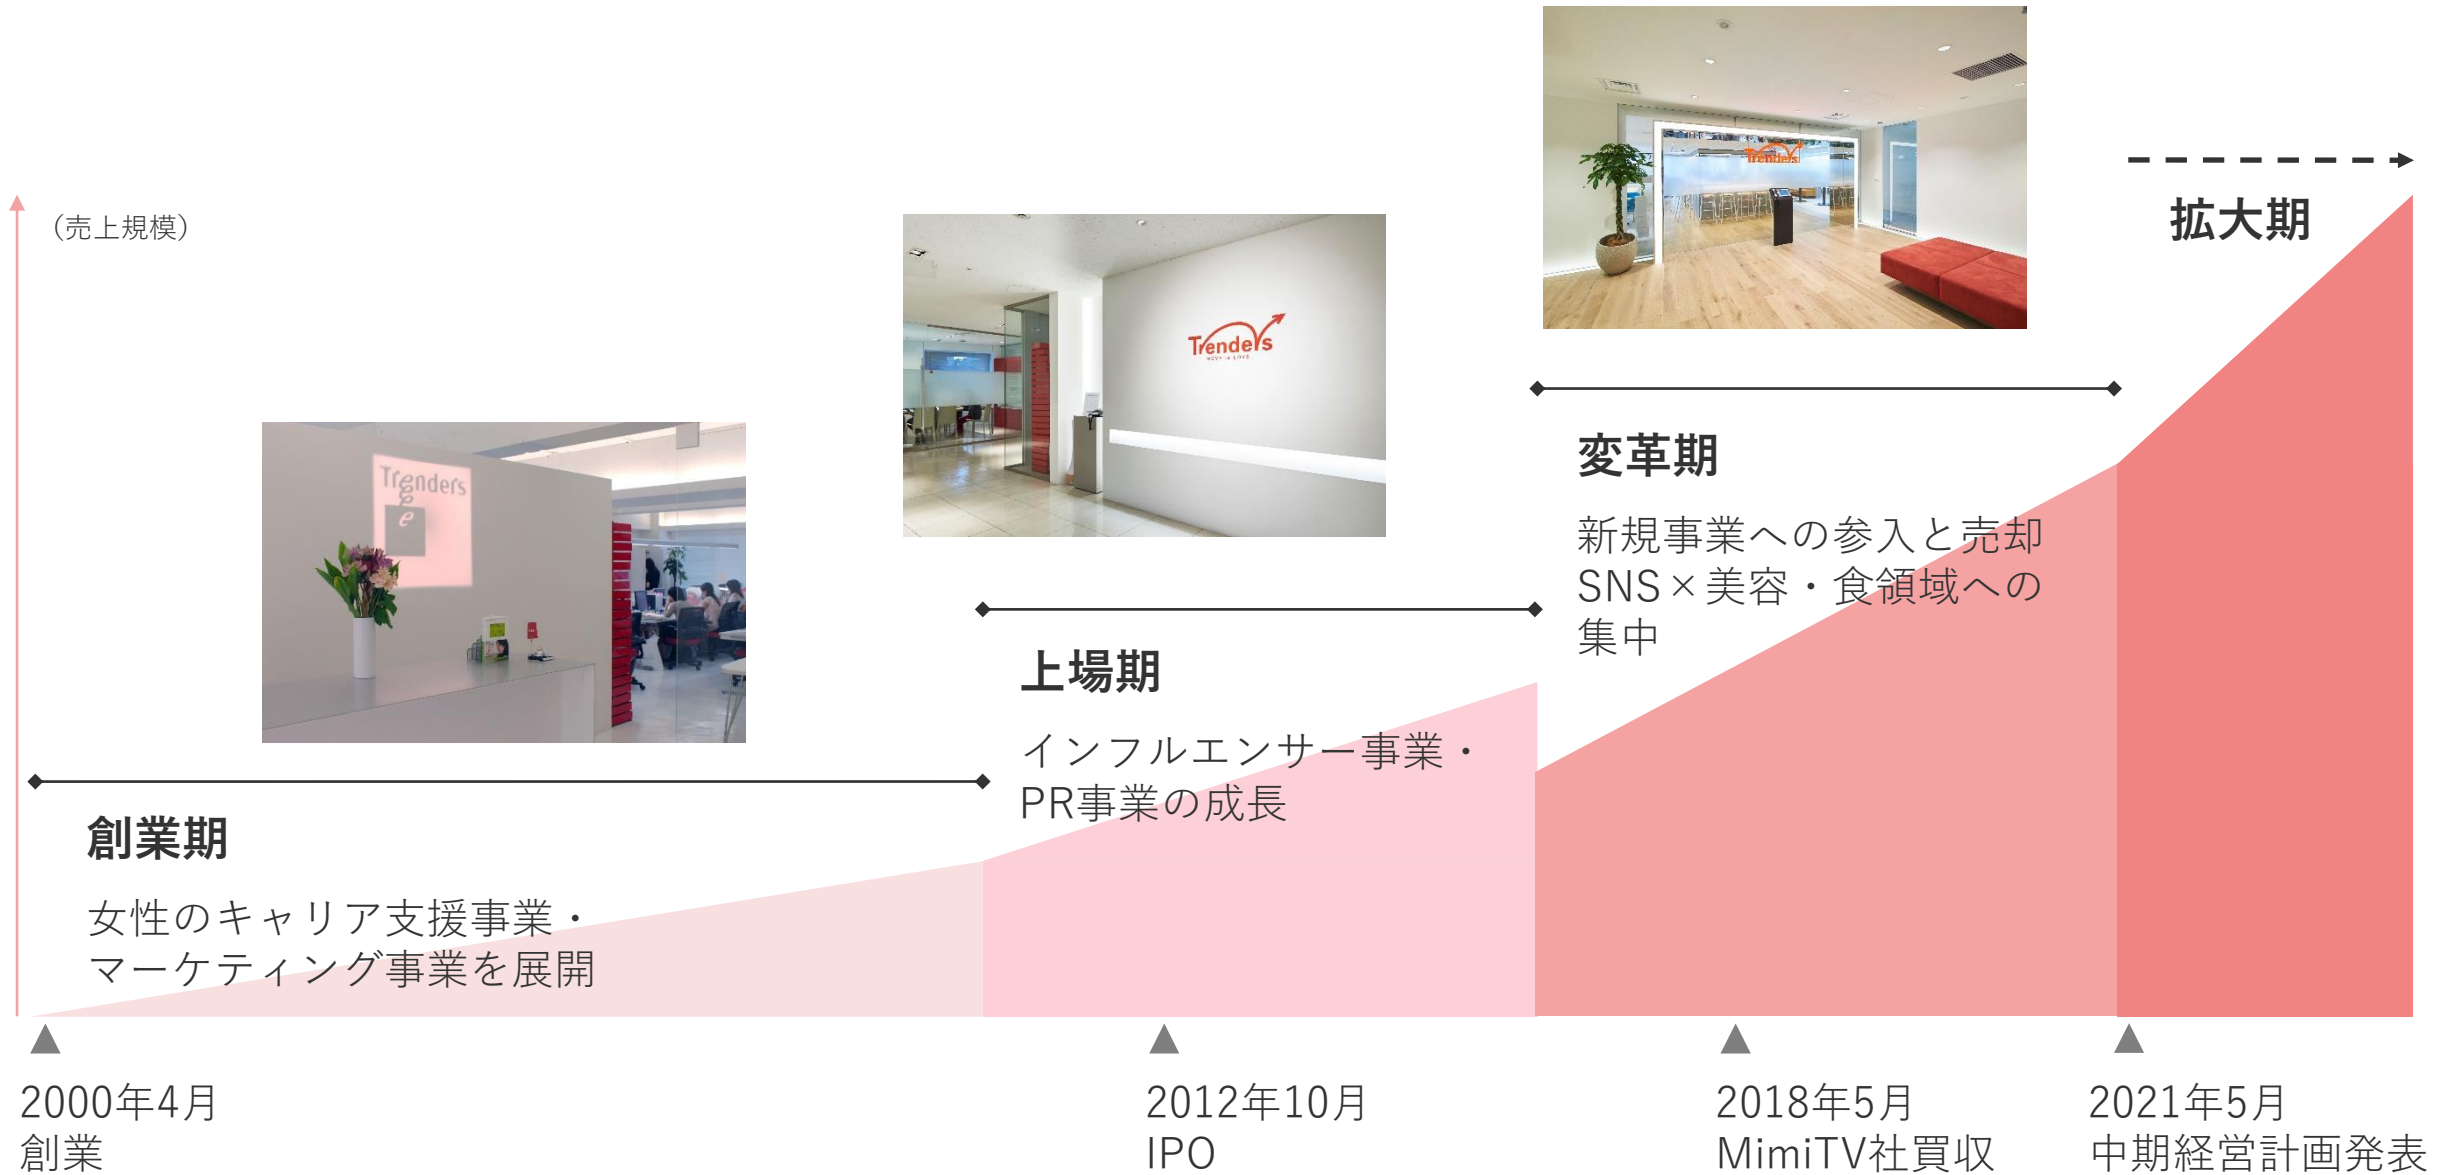 （売上規模）
Trenders
e
Trenders
Trenders
拡大期
変革期
新規事業への参入と売却
SNS×美容・食領域への
集中
上場期
インフルエンサー事業・
PR事業の成長
創業期
女性のキャリア支援事業・
マーケティング事業を展開
2000年4月
創業
2012年10月
IPO
2018年5月
MimiTV社買収
2021年5月
中期経営計画発表